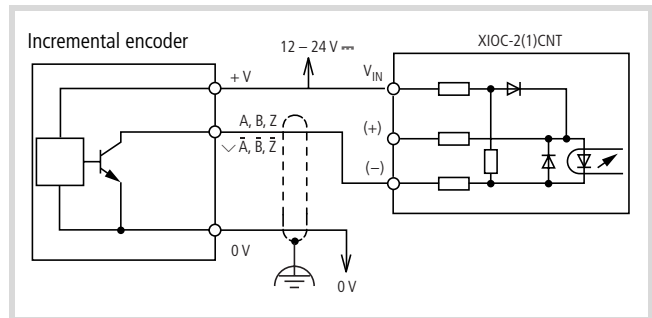 Incremental encoder
12 – 24 V ⎓
XIOC-2(1)CNT
+ V
V_IN
A, B, Z
(+)
∨ A̅, B̅, Z̅
(–)
0 V
0 V